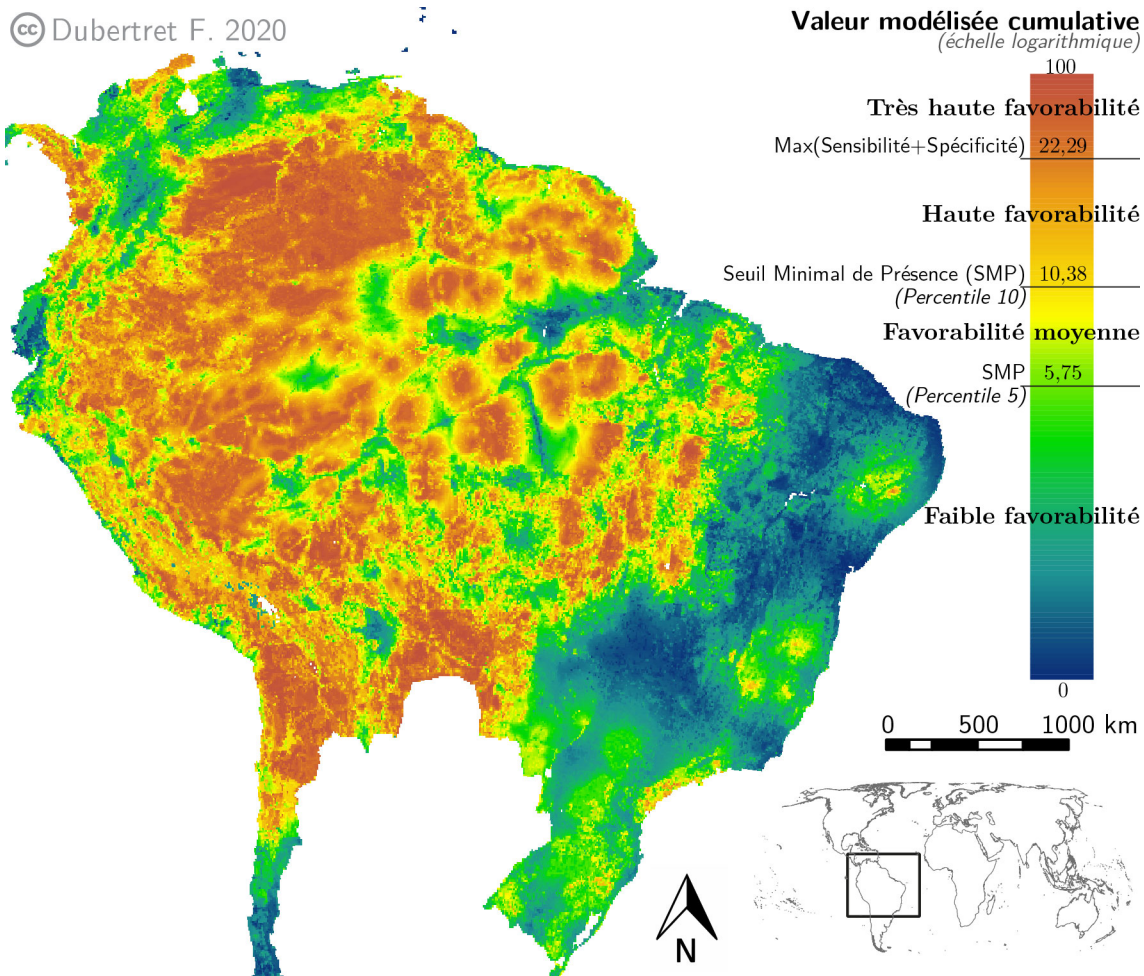 cc Dubertret F. 2020
Valeur modélisée cumulative
(échelle logarithmique)
100
Très haute favorabilité
Max(Sensibilité+Spécificité) 22,29
Haute favorabilité
Seuil Minimal de Présence (SMP) 10,38
(Percentile 10)
Favorabilité moyenne
SMP 5,75
(Percentile 5)
Faible favorabilité
0
0 500 1000 km
N